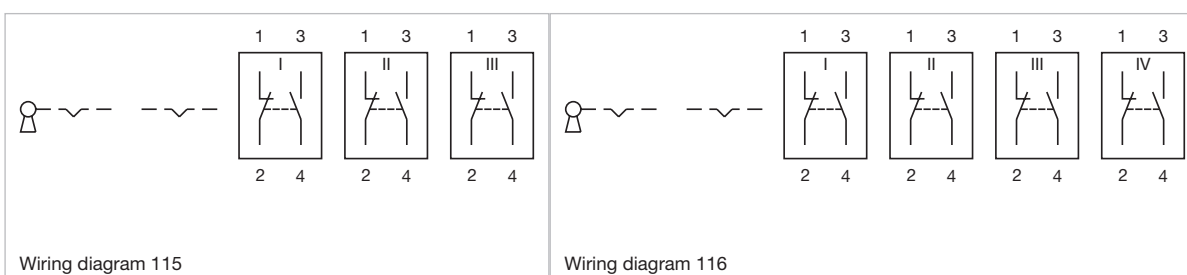 1 3 1 3 1 3
I II III
2 4 2 4 2 4
Wiring diagram 115
1 3 1 3 1 3 1 3
I II III IV
2 4 2 4 2 4 2 4
Wiring diagram 116